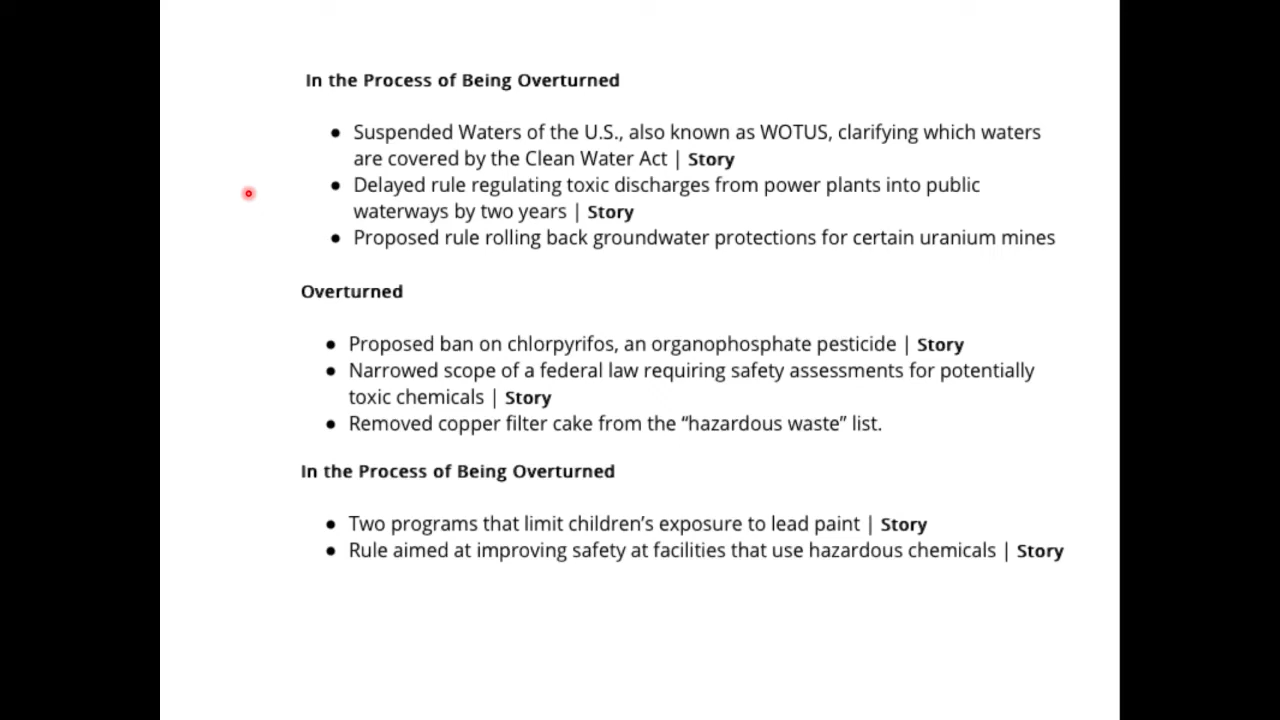 In the Process of Being Overturned
● Suspended Waters of the U.S., also known as WOTUS, clarifying which waters
are covered by the Clean Water Act | Story
● Delayed rule regulating toxic discharges from power plants into public
waterways by two years | Story
● Proposed rule rolling back groundwater protections for certain uranium mines
Overturned
● Proposed ban on chlorpyrifos, an organophosphate pesticide | Story
● Narrowed scope of a federal law requiring safety assessments for potentially
toxic chemicals | Story
● Removed copper filter cake from the “hazardous waste” list.
In the Process of Being Overturned
● Two programs that limit children’s exposure to lead paint | Story
● Rule aimed at improving safety at facilities that use hazardous chemicals | Story